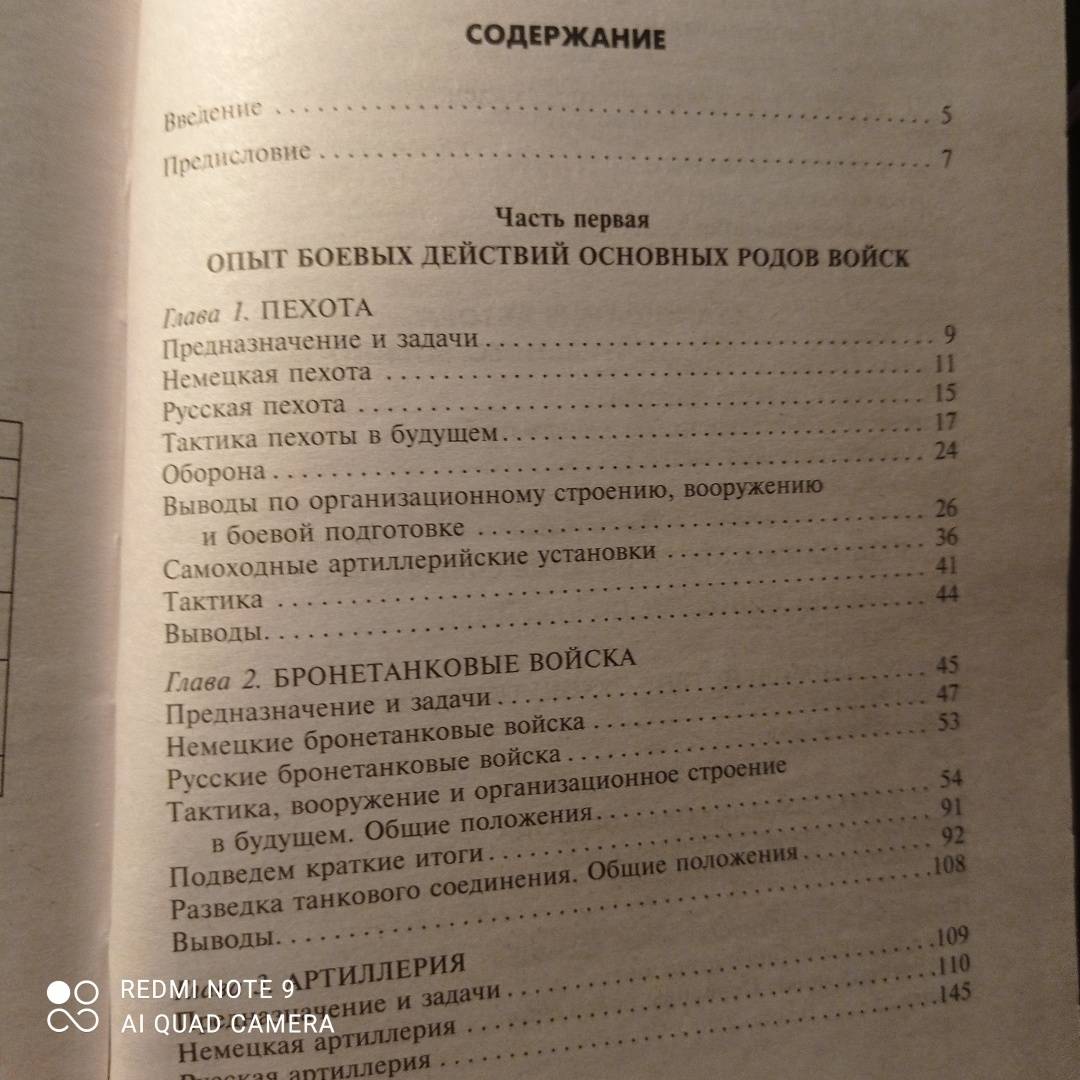 СОДЕРЖАНИЕ
Введение . . . . . . . . . . . . . . . . . . . . 5
Предисловие . . . . . . . . . . . . . . . . . . . . 7
Часть первая
ОПЫТ БОЕВЫХ ДЕЙСТВИЙ ОСНОВНЫХ РОДОВ ВОЙСК
Глава 1. ПЕХОТА
Предназначение и задачи . . . . . . . . . . . . . . . . . . . . 9
Немецкая пехота . . . . . . . . . . . . . . . . . . . . 11
Русская пехота . . . . . . . . . . . . . . . . . . . . 15
Тактика пехоты в будущем . . . . . . . . . . . . . . . . . . . . 17
Оборона . . . . . . . . . . . . . . . . . . . . 24
Выводы по организационному строению, вооружению
и боевой подготовке . . . . . . . . . . . . . . . . . . . . 26
Самоходные артиллерийские установки . . . . . . . . . . . . . . . . . . . . 36
Тактика . . . . . . . . . . . . . . . . . . . . 41
Выводы. . . . . . . . . . . . . . . . . . . . 44
Глава 2. БРОНЕТАНКОВЫЕ ВОЙСКА
Предназначение и задачи . . . . . . . . . . . . . . . . . . . . 45
Немецкие бронетанковые войска . . . . . . . . . . . . . . . . . . . . 47
Русские бронетанковые войска . . . . . . . . . . . . . . . . . . . . 53
Тактика, вооружение и организационное строение
в будущем. Общие положения . . . . . . . . . . . . . . . . . . . . 54
Подведем краткие итоги . . . . . . . . . . . . . . . . . . . . 91
Разведка танкового соединения. Общие положения . . . . . . . . . . 92
Выводы. . . . . . . . . . . . . . . . . . . . 108
Глава 3. АРТИЛЛЕРИЯ
Предназначение и задачи . . . . . . . . . . . . . . . . . . . . 109
Немецкая артиллерия . . . . . . . . . . . . . . . . . . . . 110
Русская артиллерия . . . . . . . . . . . . . . . . . . . . 145
REDMI NOTE 9
AI QUAD CAMERA